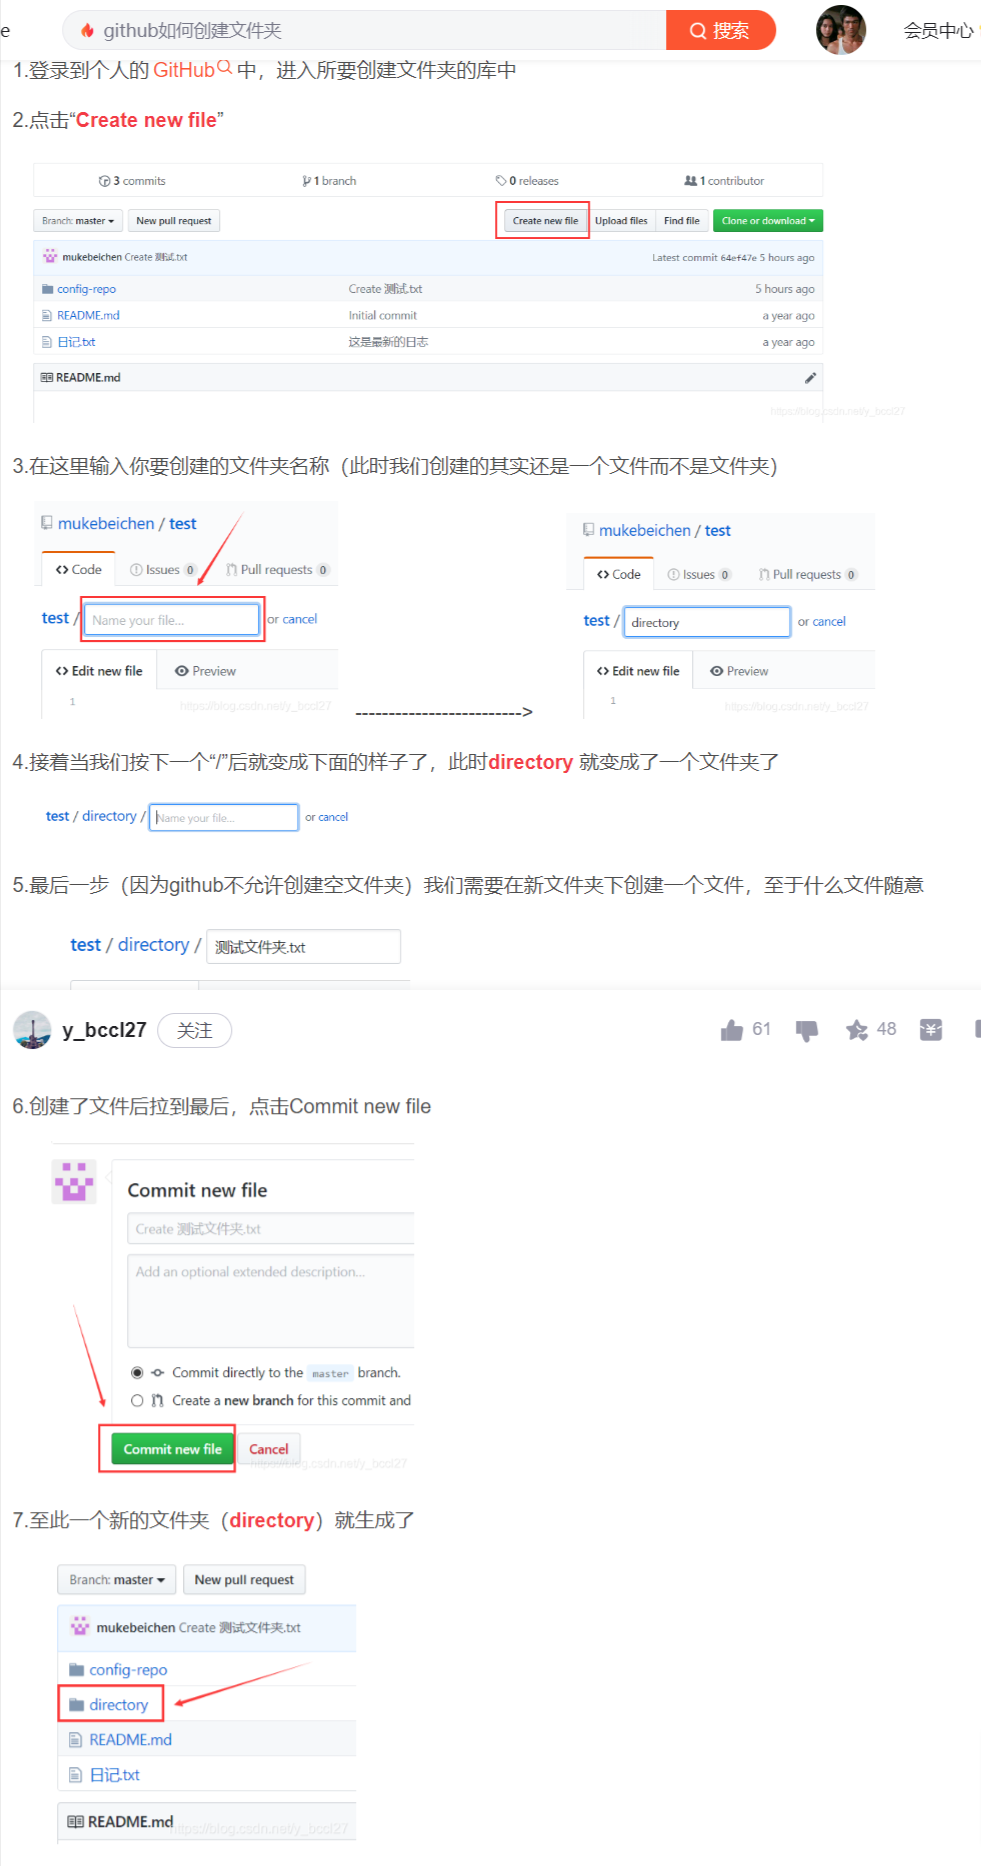 e
github如何创建文件夹
搜索
会员中心
1.登录到个人的 GitHub 中，进入所要创建文件夹的库中
2.点击“Create new file”
3 commits
1 branch
0 releases
1 contributor
Branch: master
New pull request
Create new file
Upload files
Find file
Clone or download
mukebeichen Create 测试.txt
Latest commit 64ef47e 5 hours ago
config-repo
Create 测试.txt
5 hours ago
README.md
Initial commit
a year ago
日记.txt
这是最新的日志
a year ago
README.md
https://blog.csdn.net/y_bccl27
3.在这里输入你要创建的文件夹名称（此时我们创建的其实还是一个文件而不是文件夹）
mukebeichen / test
Code
Issues 0
Pull requests 0
test / Name your file... or cancel
Edit new file
Preview
1
https://blog.csdn.net/y_bccl27
------------------------->
mukebeichen / test
Code
Issues 0
Pull requests 0
test / directory or cancel
Edit new file
Preview
1
https://blog.csdn.net/y_bccl27
4.接着当我们按下一个“/”后就变成下面的样子了，此时directory 就变成了一个文件夹了
test / directory / Name your file... or cancel
5.最后一步（因为github不允许创建空文件夹）我们需要在新文件夹下创建一个文件，至于什么文件随意
test / directory / 测试文件夹.txt
y_bccl27
关注
61
48
6.创建了文件后拉到最后，点击Commit new file
Commit new file
Create 测试文件夹.txt
Add an optional extended description...
Commit directly to the master branch.
Create a new branch for this commit and
Commit new file
Cancel
https://blog.csdn.net/y_bccl27
7.至此一个新的文件夹（directory）就生成了
Branch: master
New pull request
mukebeichen Create 测试文件夹.txt
config-repo
directory
README.md
日记.txt
README.md
https://blog.csdn.net/y_bccl27